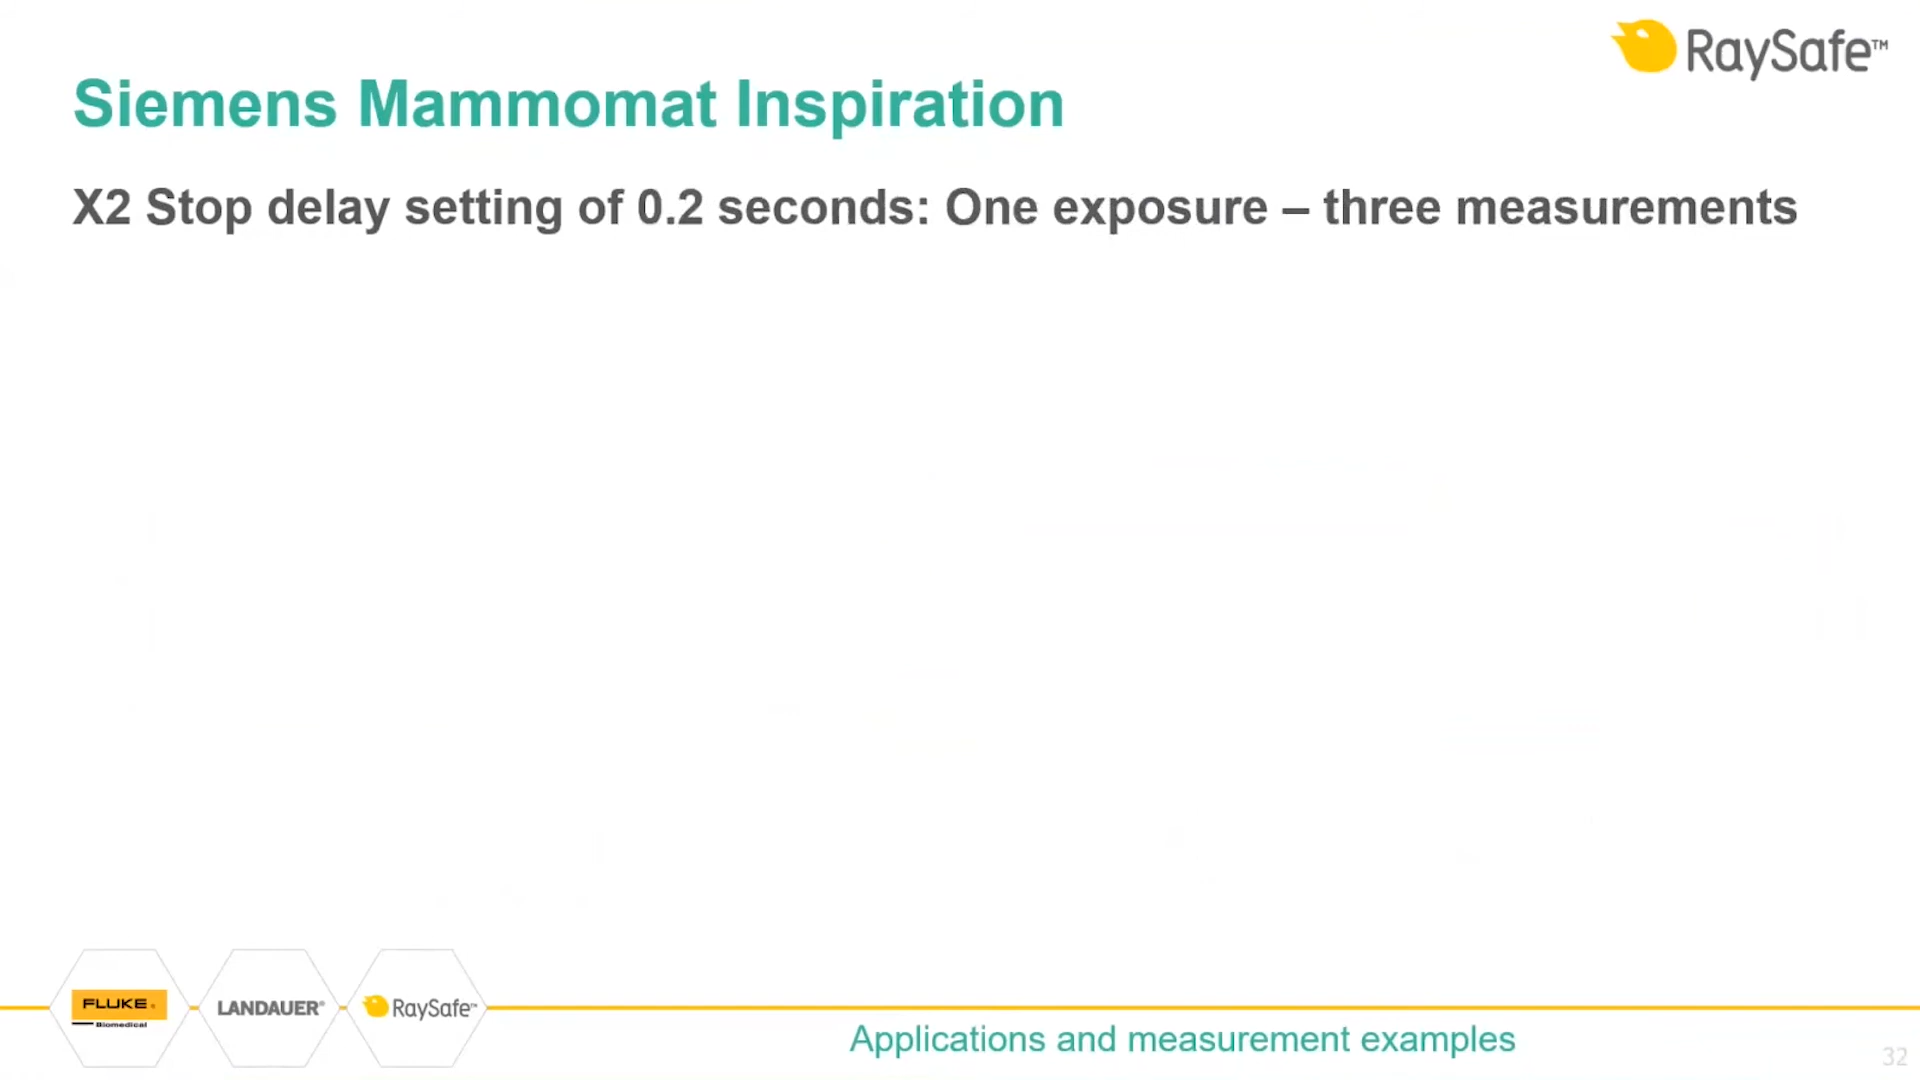 RaySafe™
Siemens Mammomat Inspiration
X2 Stop delay setting of 0.2 seconds: One exposure – three measurements
FLUKE®
Biomedical
LANDAUER®
RaySafe™
Applications and measurement examples
32